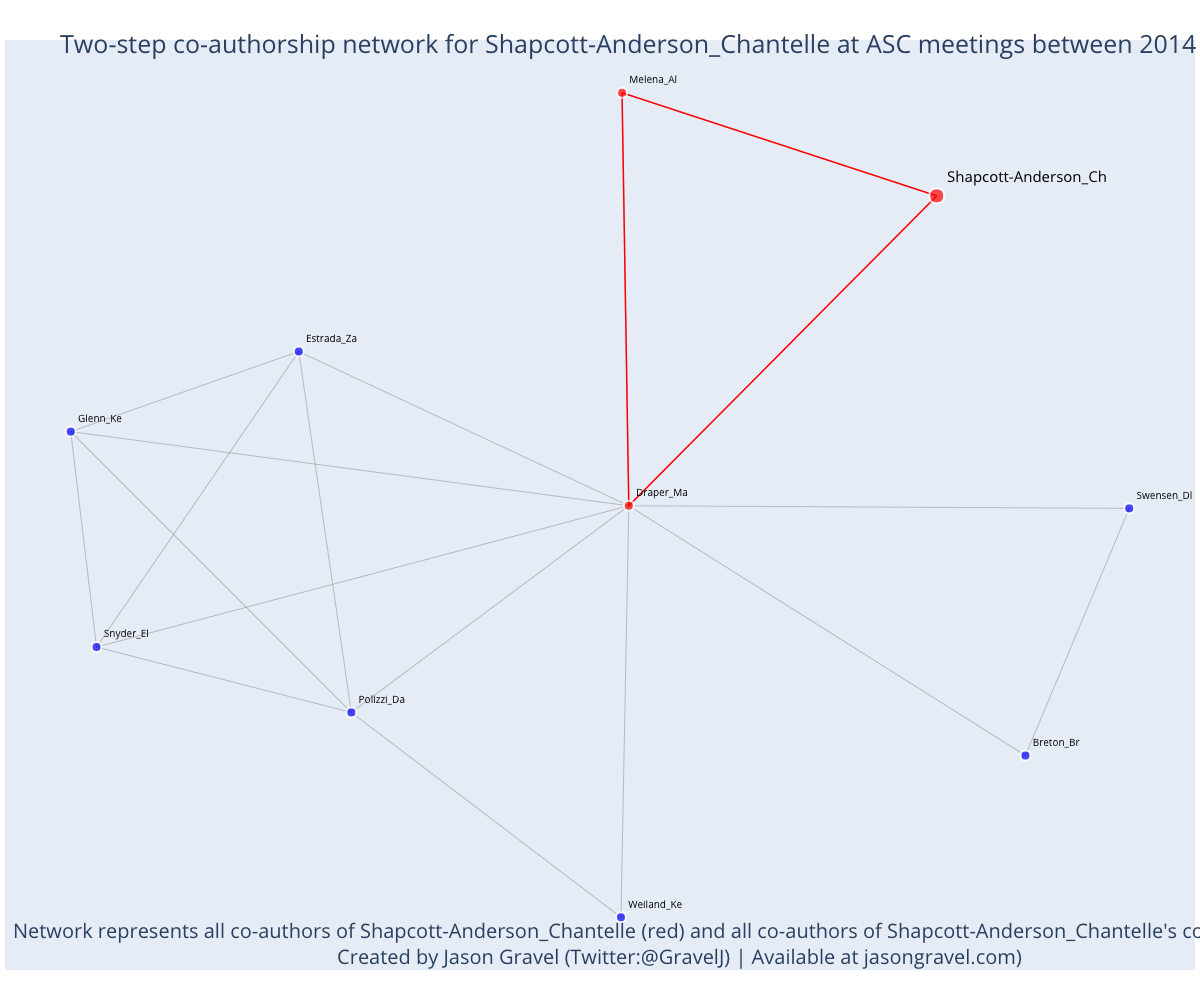 Two-step co-authorship network for Shapcott-Anderson_Chantelle at ASC meetings between 2014
Melena_Al
Shapcott-Anderson_Ch
Estrada_Za
Glenn_Ke
Draper_Ma
Swensen_Dl
Snyder_El
Polizzi_Da
Breton_Br
Weiland_Ke
Network represents all co-authors of Shapcott-Anderson_Chantelle (red) and all co-authors of Shapcott-Anderson_Chantelle's co
Created by Jason Gravel (Twitter:@GravelJ) | Available at jasongravel.com)